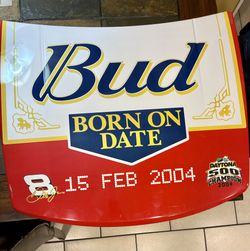 Bud
BORN ON
DATE
8 15 FEB 2004
DAYTONA
500
CHAMPION
2004